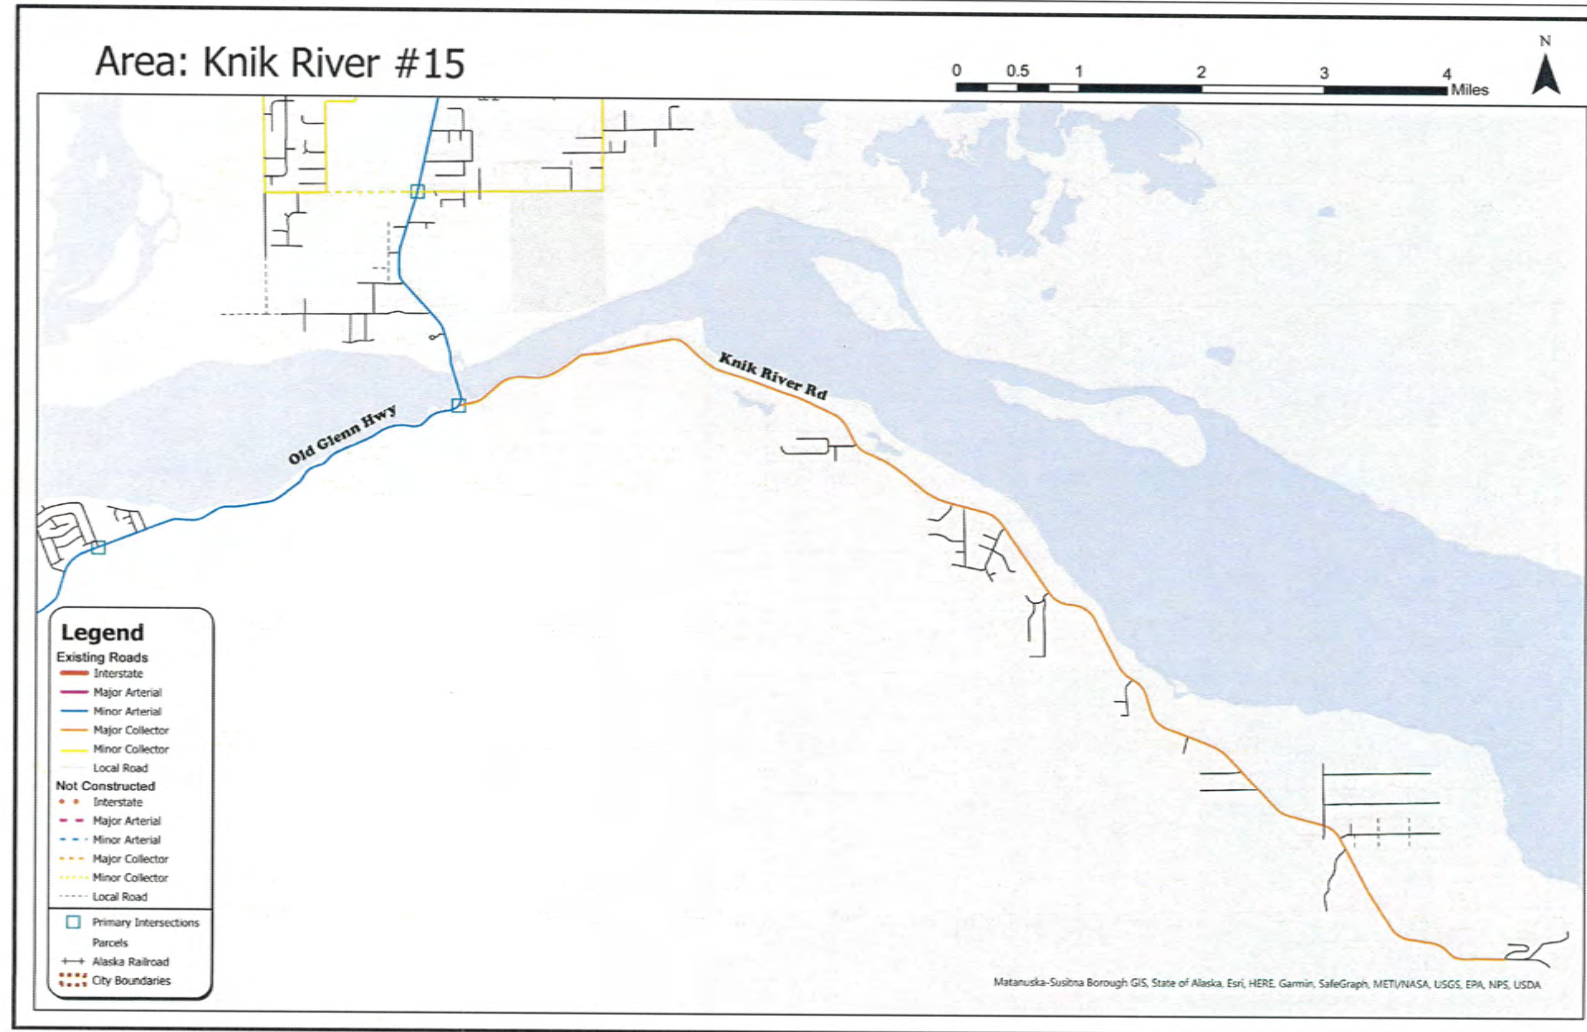 Area: Knik River #15
0 0.5 1 2 3 4
Miles
N
Knik River Rd
Old Glenn Hwy
Legend
Existing Roads
Interstate
Major Arterial
Minor Arterial
Major Collector
Minor Collector
Local Road
Not Constructed
Interstate
Major Arterial
Minor Arterial
Major Collector
Minor Collector
Local Road
Primary Intersections
Parcels
Alaska Railroad
City Boundaries
Matanuska-Susitna Borough GIS, State of Alaska, Esri, HERE, Garmin, SafeGraph, METI/NASA, USGS, EPA, NPS, USDA